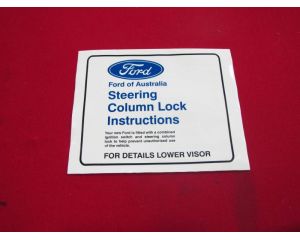 Ford
Ford of Australia
Steering
Column Lock
Instructions
Your new Ford is fitted with a combined
ignition switch and steering column
lock to help prevent unauthorised use
of the vehicle.
FOR DETAILS LOWER VISOR